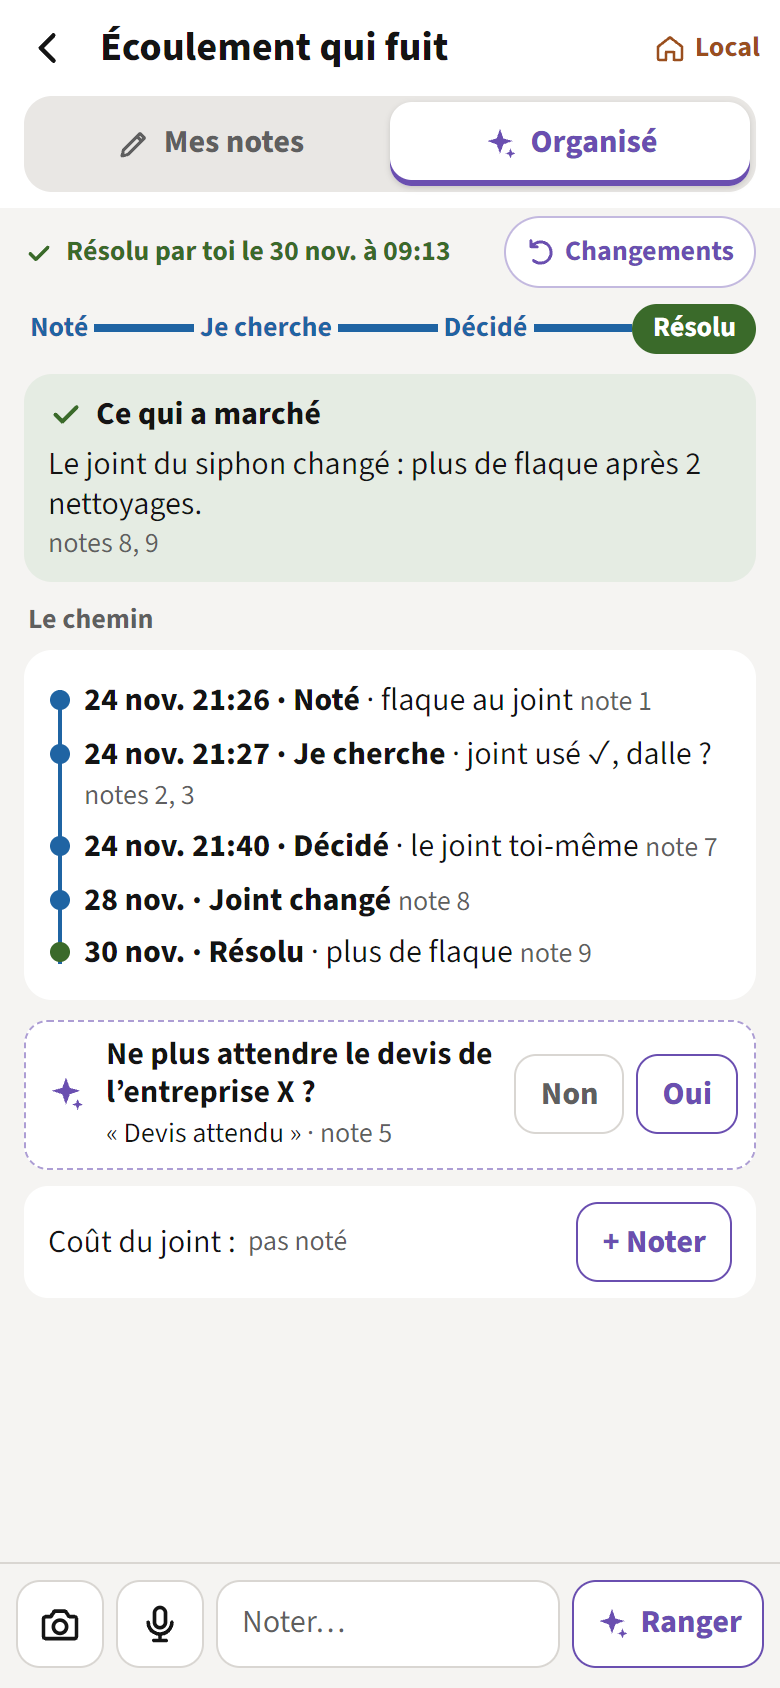 Écoulement qui fuit
Local
Mes notes
Organisé
Résolu par toi le 30 nov. à 09:13
Changements
Noté
Je cherche
Décidé
Résolu
Ce qui a marché
Le joint du siphon changé : plus de flaque après 2
nettoyages.
notes 8, 9
Le chemin
24 nov. 21:26 · Noté · flaque au joint note 1
24 nov. 21:27 · Je cherche · joint usé ✓, dalle ?
notes 2, 3
24 nov. 21:40 · Décidé · le joint toi-même note 7
28 nov. · Joint changé note 8
30 nov. · Résolu · plus de flaque note 9
Ne plus attendre le devis de
l’entreprise X ?
« Devis attendu » · note 5
Non
Oui
Coût du joint : pas noté
+ Noter
Noter…
Ranger